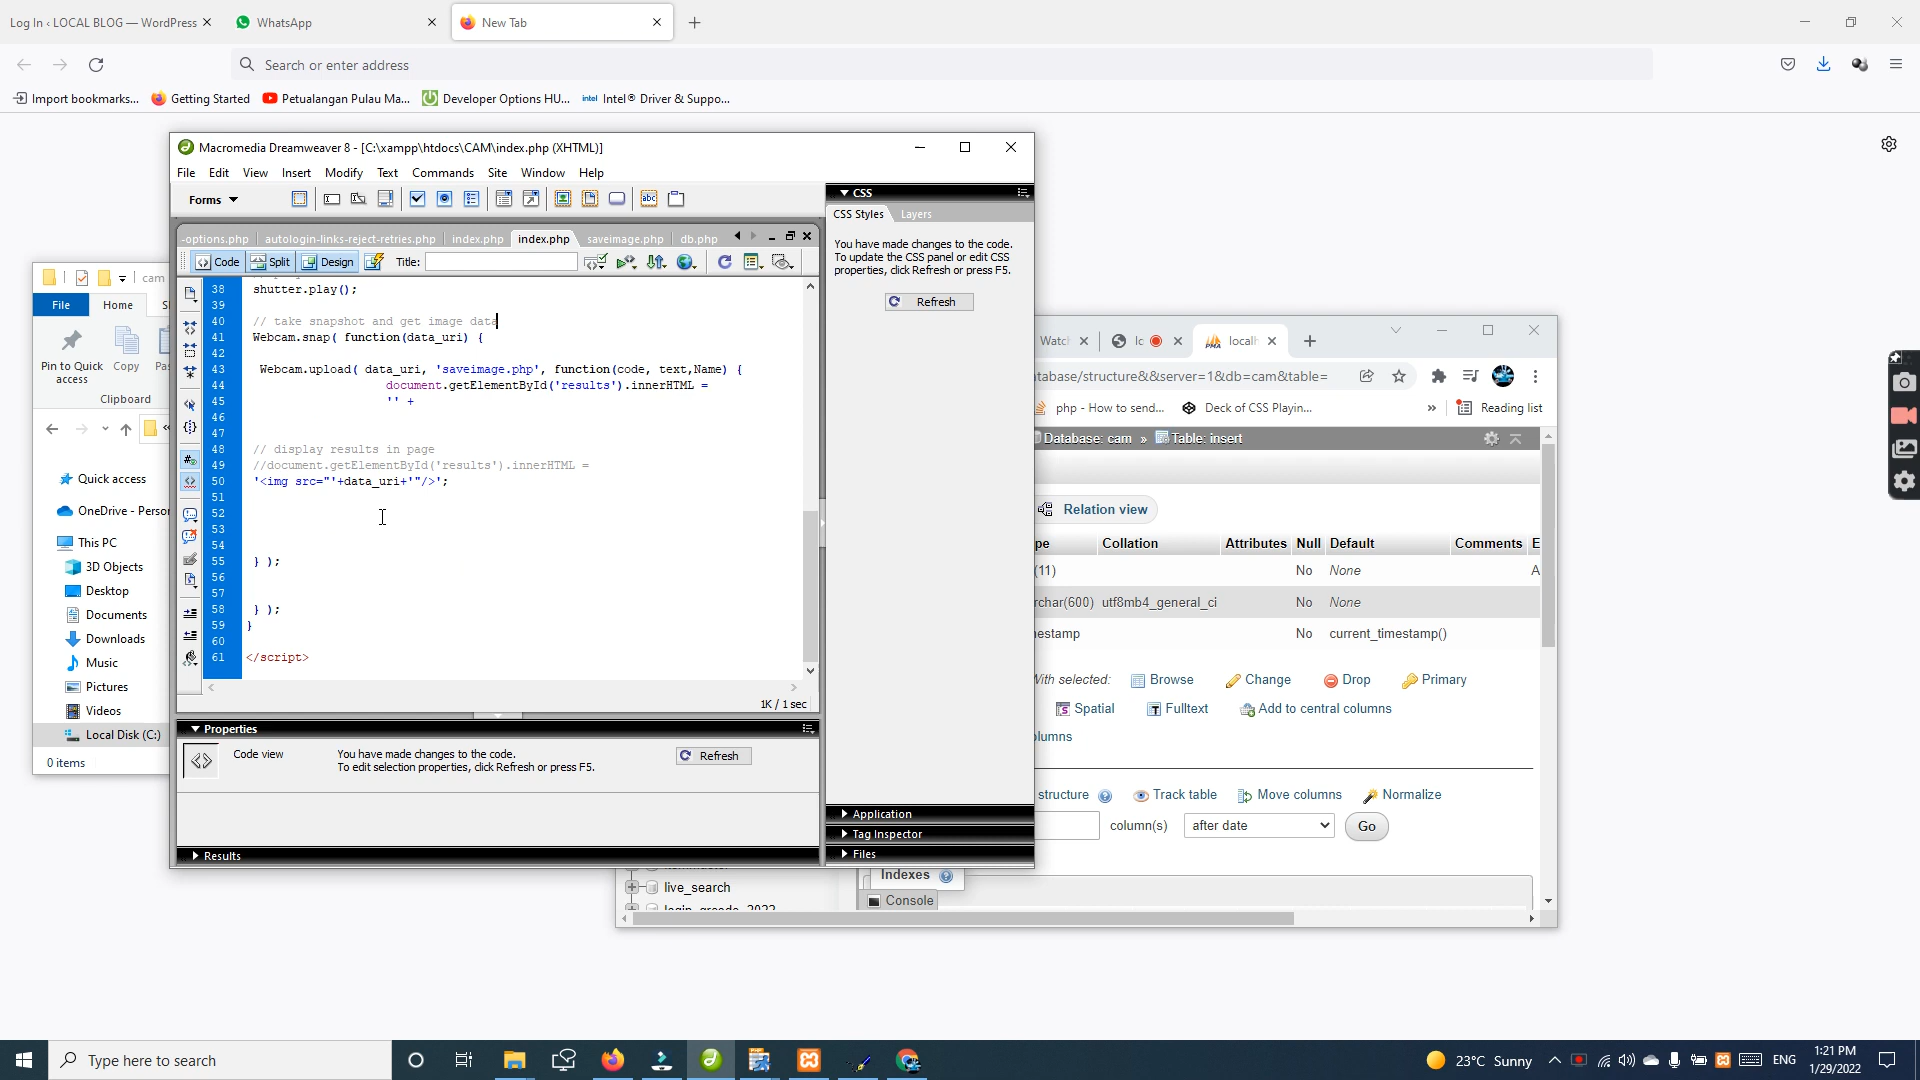 Log In ‹ LOCAL BLOG — WordPress
WhatsApp
New Tab
Search or enter address
Import bookmarks...
Getting Started
Petualangan Pulau Ma...
Developer Options HU...
intel Intel® Driver & Suppo...
Macromedia Dreamweaver 8 - [C:\xampp\htdocs\CAM\index.php (XHTML)]
File Edit View Insert Modify Text Commands Site Window Help
Forms
abc
-options.php autologin-links-reject-retries.php index.php index.php saveimage.php db.php
Code Split Design Title:
38 shutter.play();
39
40 // take snapshot and get image data
41 Webcam.snap( function(data_uri) {
42
43 Webcam.upload( data_uri, 'saveimage.php', function(code, text,Name) {
44 document.getElementById('results').innerHTML =
45 '' +
46
47
48 // display results in page
49 //document.getElementById('results').innerHTML =
50 '<img src="'+data_uri+'"/>';
51
52
53
54
55 } );
56
57
58 } );
59 }
60
61 </script>
1K / 1 sec
Properties
Code view
You have made changes to the code.
To edit selection properties, click Refresh or press F5.
Refresh
Results
CSS
CSS Styles Layers
You have made changes to the code.
To update the CSS panel or edit CSS
properties, click Refresh or press F5.
Refresh
Application
Tag Inspector
Files
cam
File Home
Pin to Quick
access
Copy
Clipboard
Quick access
OneDrive - Person
This PC
3D Objects
Desktop
Documents
Downloads
Music
Pictures
Videos
Local Disk (C:)
0 items
localh
tabase/structure&&server=1&db=cam&table=
php - How to send...
Deck of CSS Playin...
Reading list
Database: cam » Table: insert
Relation view
pe Collation Attributes Null Default Comments E
(11) No None A
rchar(600) utf8mb4_general_ci No None
estamp No current_timestamp()
With selected: Browse Change Drop Primary
Spatial Fulltext Add to central columns
lumns
structure Track table Move columns Normalize
column(s) after date Go
Indexes
Console
live_search
Type here to search
23°C Sunny
ENG
1:21 PM
1/29/2022